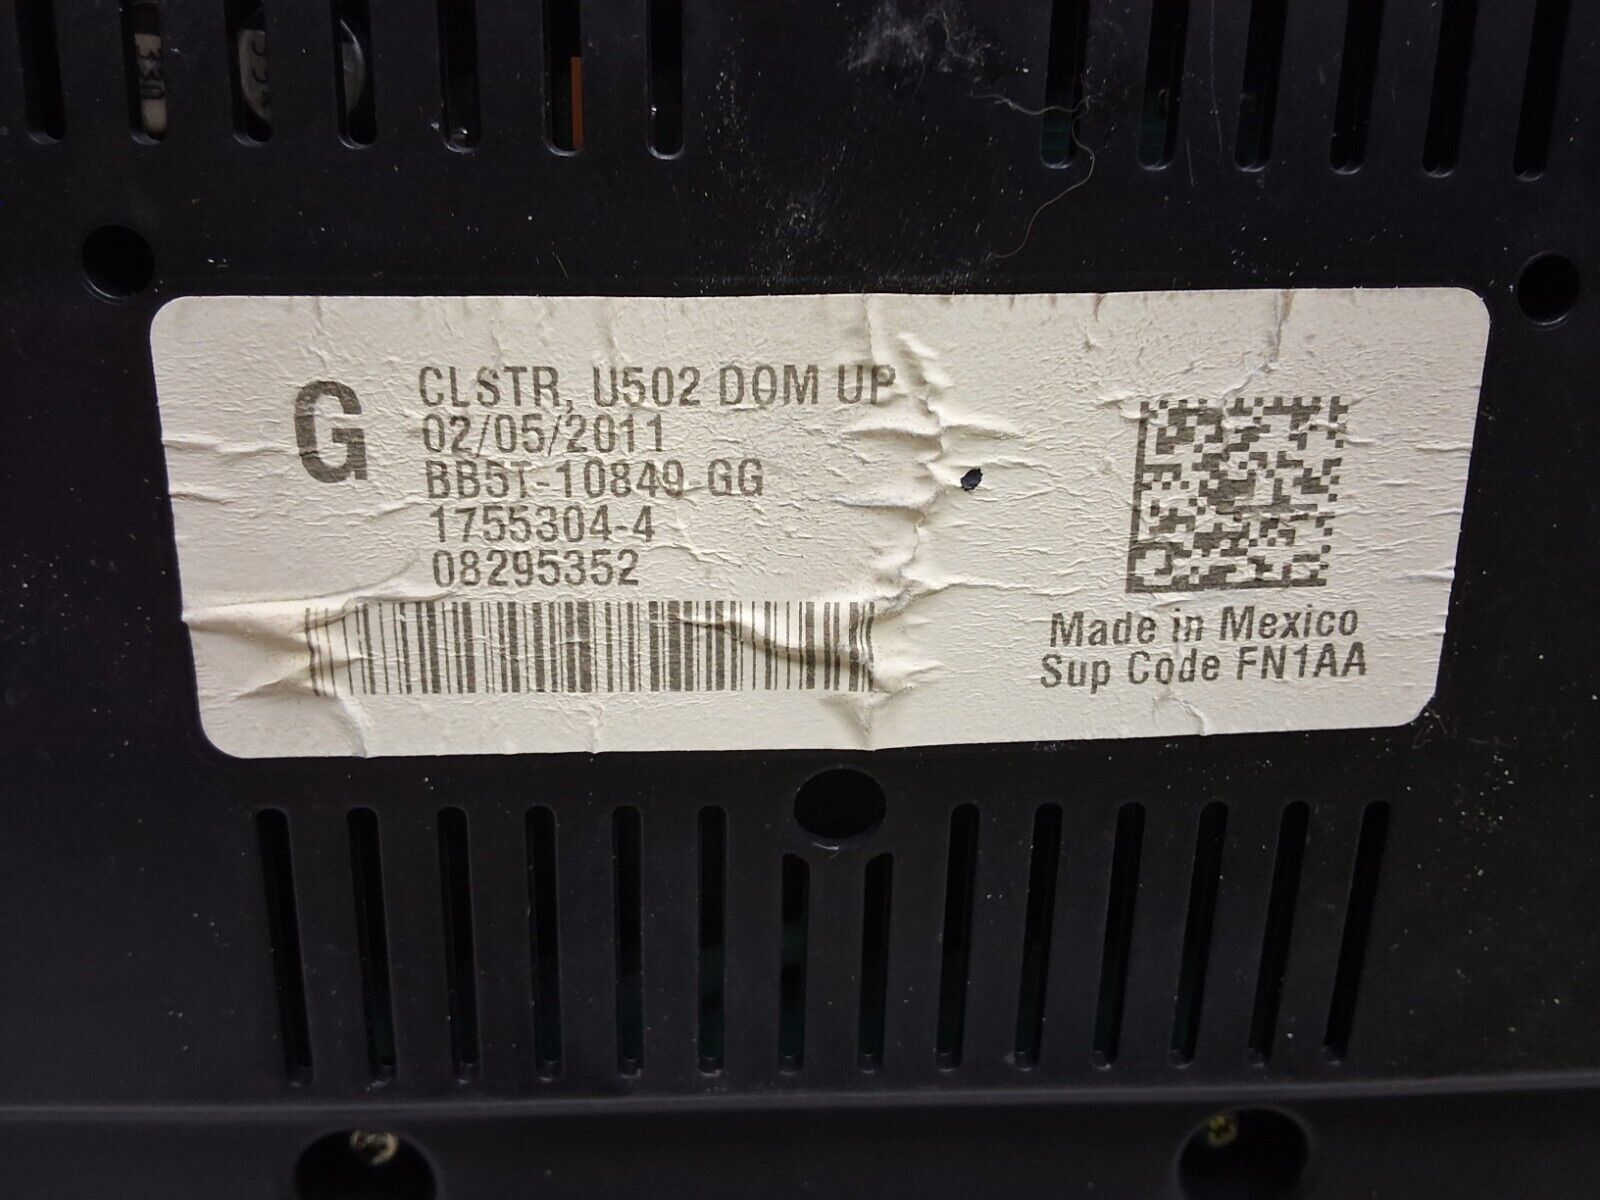 G
CLSTR, U502 DOM UP
02/05/2011
BB5T-10849 GG
1755304-4
08295352
Made in Mexico
Sup Code FN1AA
330